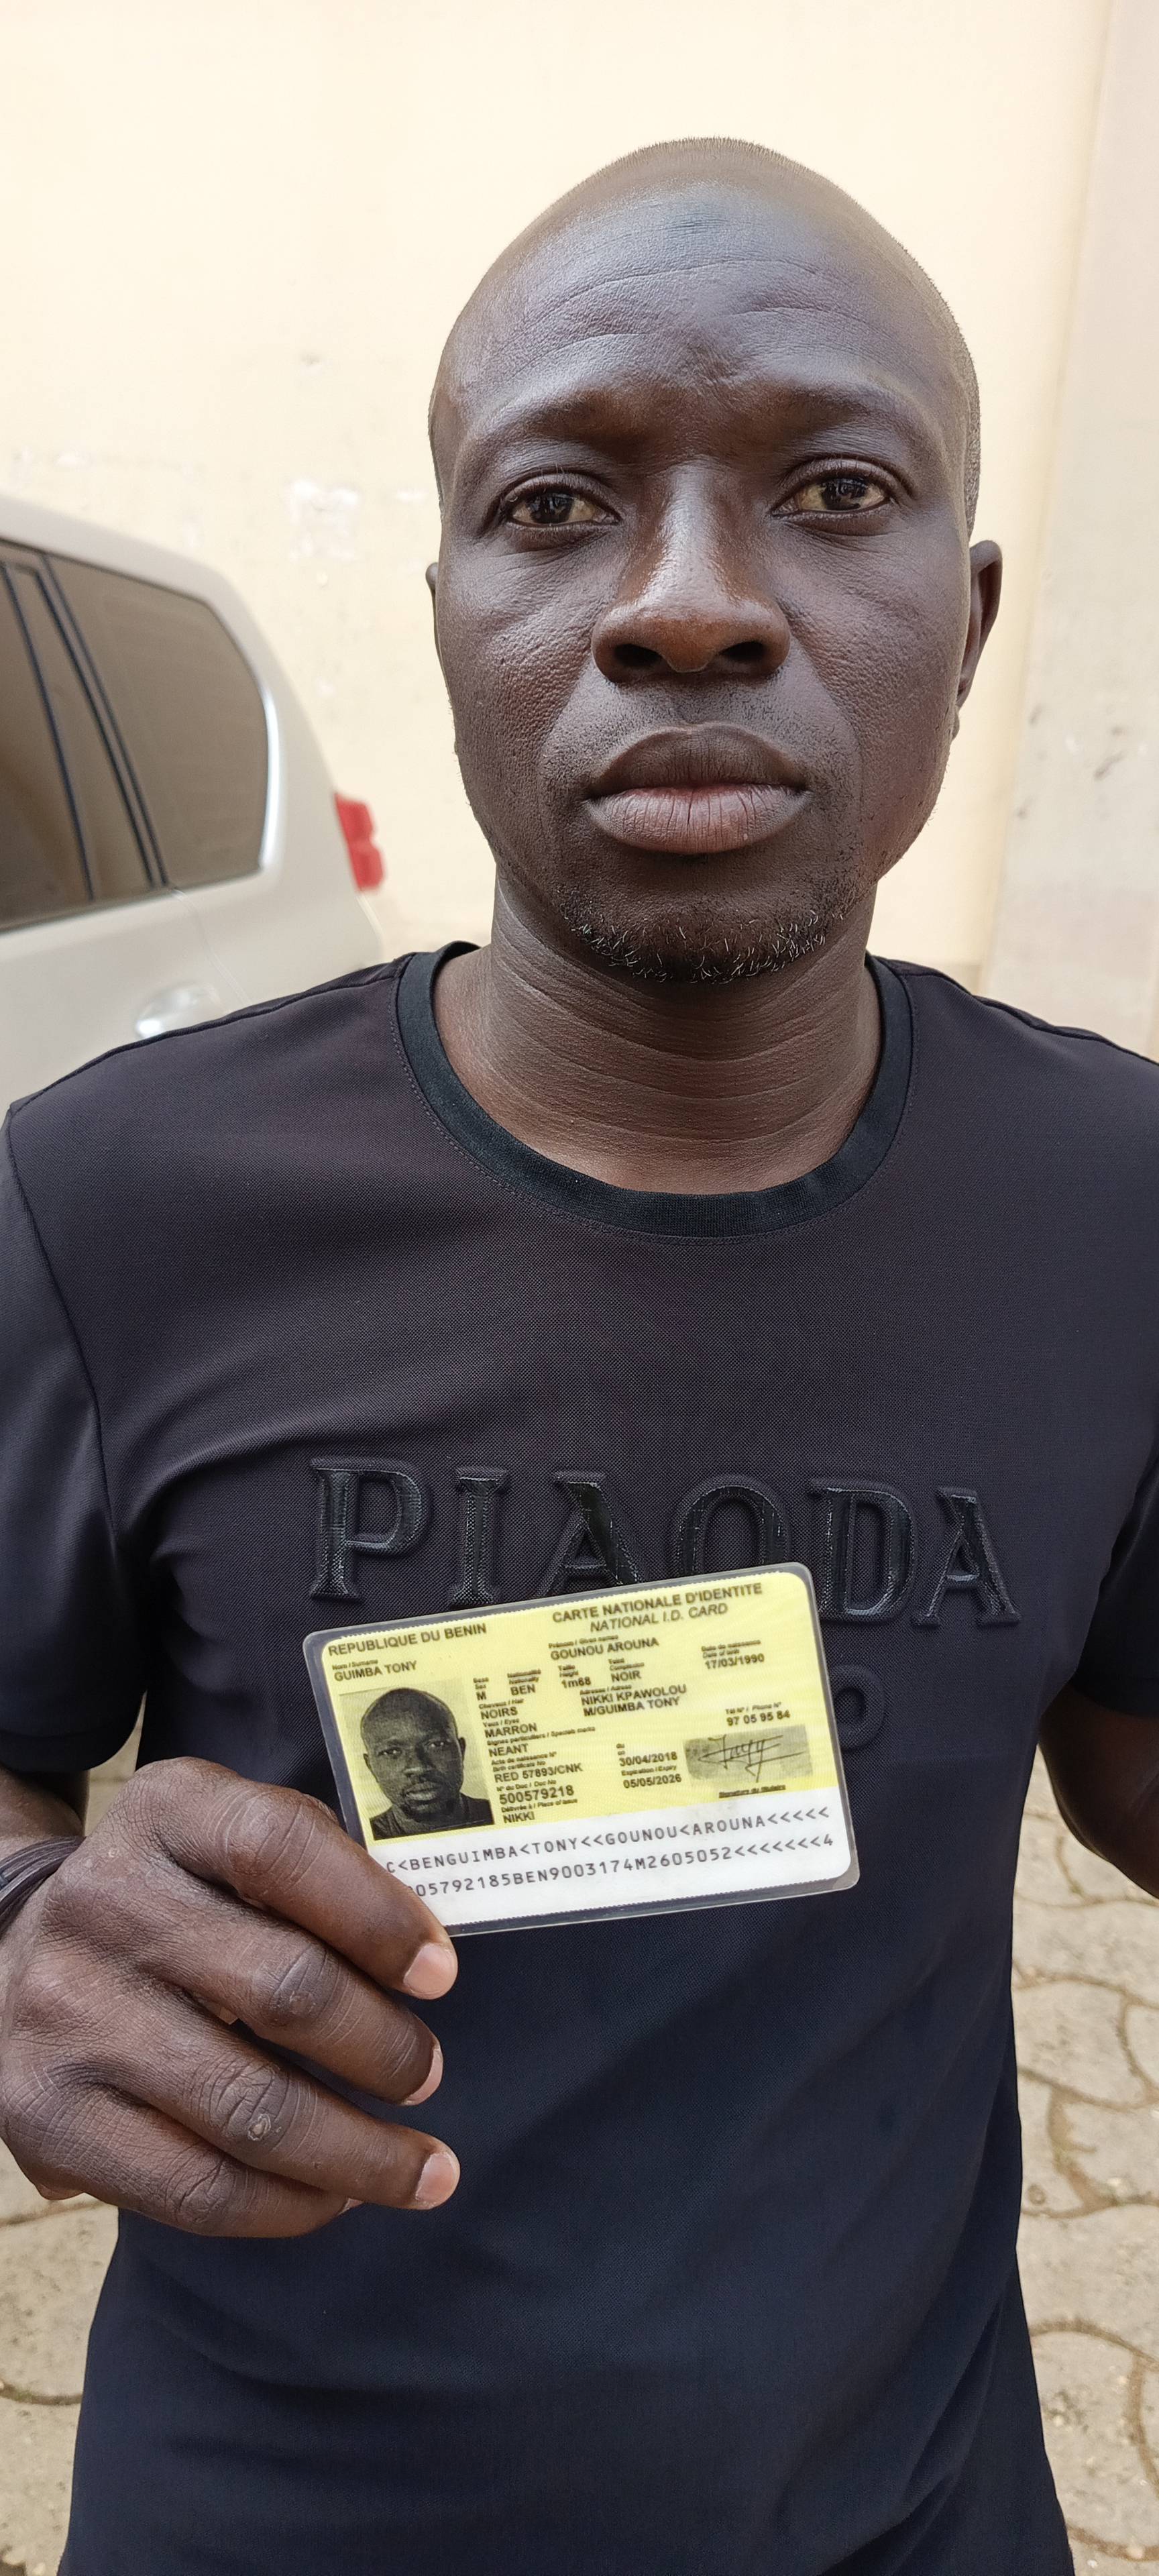 PIAODA
REPUBLIQUE DU BENIN
CARTE NATIONALE D'IDENTITE
NATIONAL I.D. CARD
Nom / Surname
GUIMBA TONY
Prénom / Given names
GOUNOU AROUNA
Date de naissance
Date of birth
17/03/1990
Sexe
Sex
M
Nationalité
Nationality
BEN
Taille
Height
1m68
Teint
Complexion
NOIR
Cheveux / Hair
NOIRS
Adresse / Adress
NIKKI KPAWOLOU
M/GUIMBA TONY
Yeux / Eyes
MARRON
Signes particuliers / Specials marks
NEANT
Tél N° / Phone N°
97 05 95 84
Acte de naissance N°
Birth certificate No
RED 57893/CNK
du
on
30/04/2018
N° du Doc / Doc No
500579218
Expiration / Expiry
05/05/2026
Délivrée à / Place of issue
NIKKI
Signature du titulaire
C<BENGUIMBA<TONY<<GOUNOU<AROUNA<<<<<
05792185BEN9003174M2605052<<<<<<<4